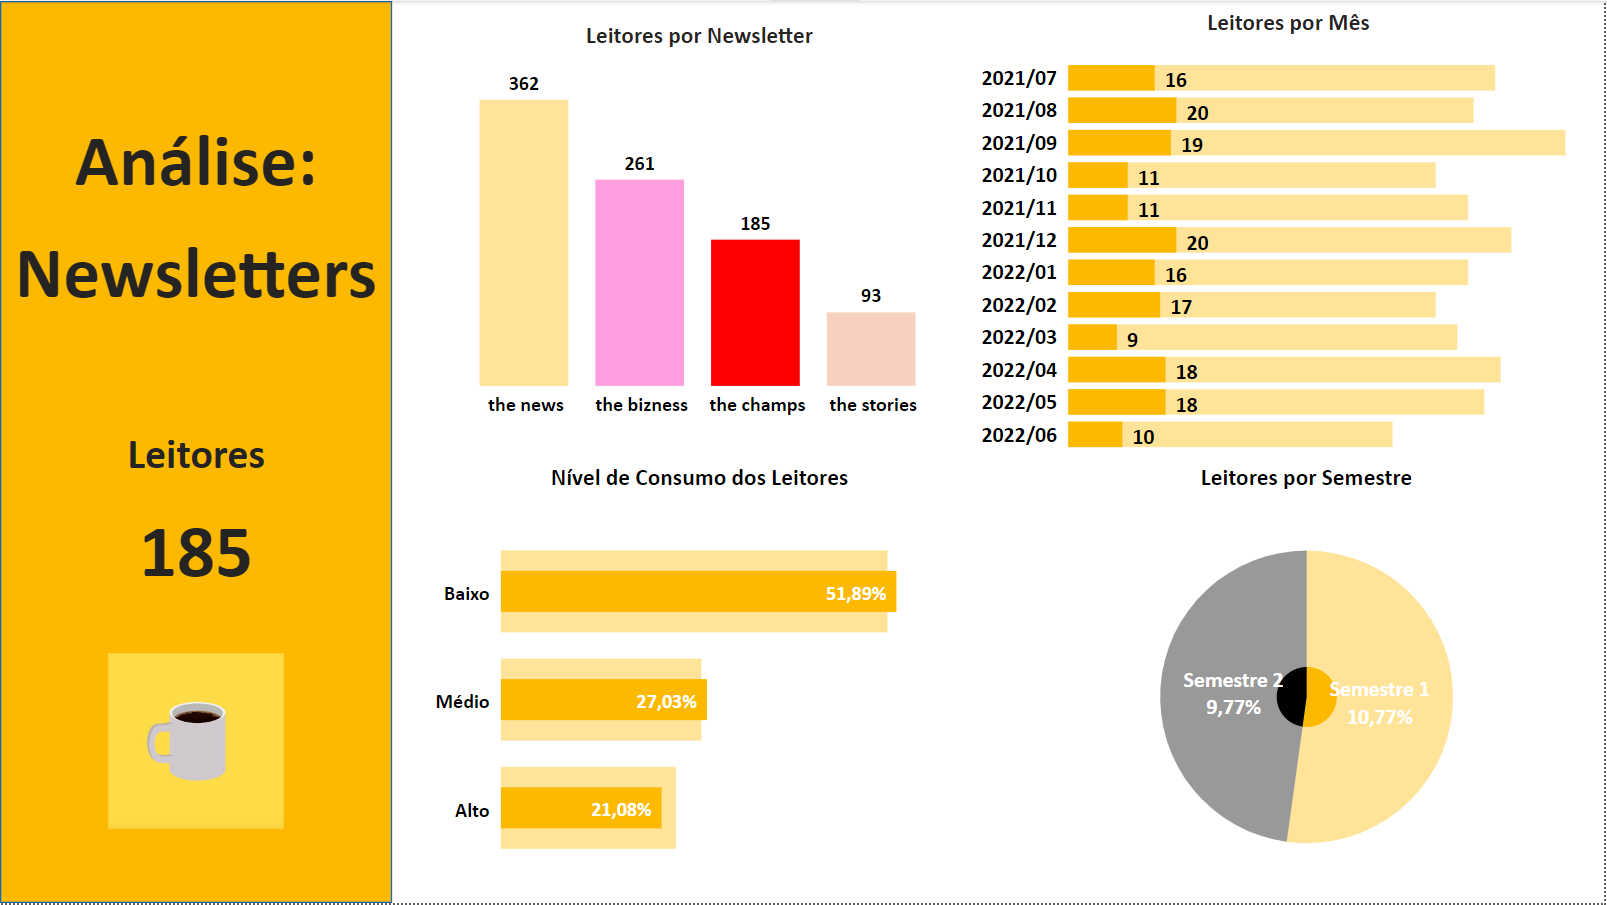 Análise:
Newsletters
Leitores
185
Leitores por Newsletter
362
261
185
93
the news
the bizness
the champs
the stories
Leitores por Mês
2021/07
16
2021/08
20
2021/09
19
2021/10
11
2021/11
11
2021/12
20
2022/01
16
2022/02
17
2022/03
9
2022/04
18
2022/05
18
2022/06
10
Nível de Consumo dos Leitores
Baixo
51,89%
Médio
27,03%
Alto
21,08%
Leitores por Semestre
Semestre 2
9,77%
Semestre 1
10,77%